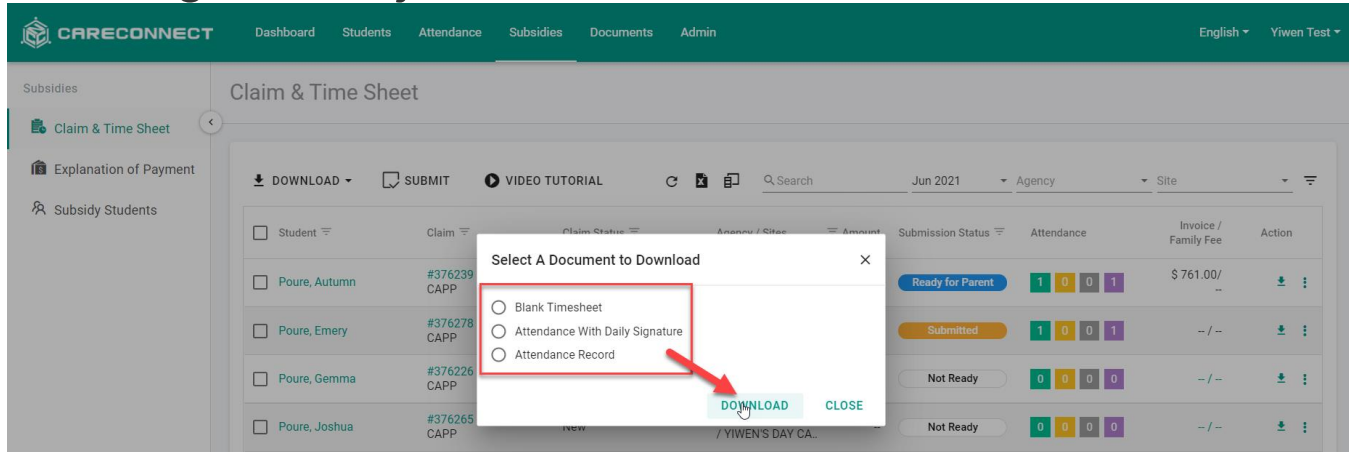 CARECONNECT Dashboard Students Attendance Subsidies Documents Admin English Yiwen Test
Subsidies
Claim & Time Sheet
Explanation of Payment
Subsidy Students
Claim & Time Sheet
DOWNLOAD SUBMIT VIDEO TUTORIAL Search Jun 2021 Agency Site
Student Claim Claim Status Agency / Sites Amount Submission Status Attendance Invoice / Family Fee Action
Poure, Autumn #376239 CAPP Ready for Parent 1 0 0 1 $ 761.00/ --
Poure, Emery #376278 CAPP Submitted 1 0 0 1 -- / --
Poure, Gemma #376226 CAPP Not Ready 0 0 0 0 -- / --
Poure, Joshua #376265 CAPP New / YIWEN'S DAY CA.. -- Not Ready 0 0 0 0 -- / --
Select A Document to Download
Blank Timesheet
Attendance With Daily Signature
Attendance Record
DOWNLOAD CLOSE